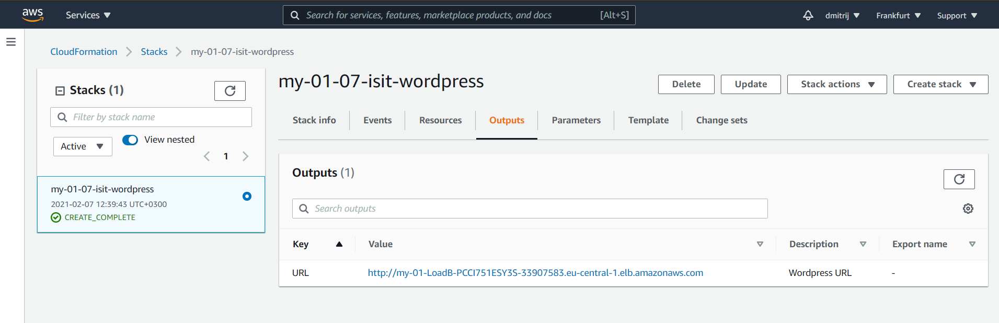 aws Services Search for services, features, marketplace products, and docs [Alt+S] dmitrij Frankfurt Support
CloudFormation Stacks my-01-07-isit-wordpress
Stacks (1)
Filter by stack name
Active View nested
1
my-01-07-isit-wordpress
2021-02-07 12:39:43 UTC+0300
CREATE_COMPLETE
my-01-07-isit-wordpress
Delete Update Stack actions Create stack
Stack info Events Resources Outputs Parameters Template Change sets
Outputs (1)
Search outputs
Key Value Description Export name
URL http://my-01-LoadB-PCCI751ESY3S-33907583.eu-central-1.elb.amazonaws.com Wordpress URL -